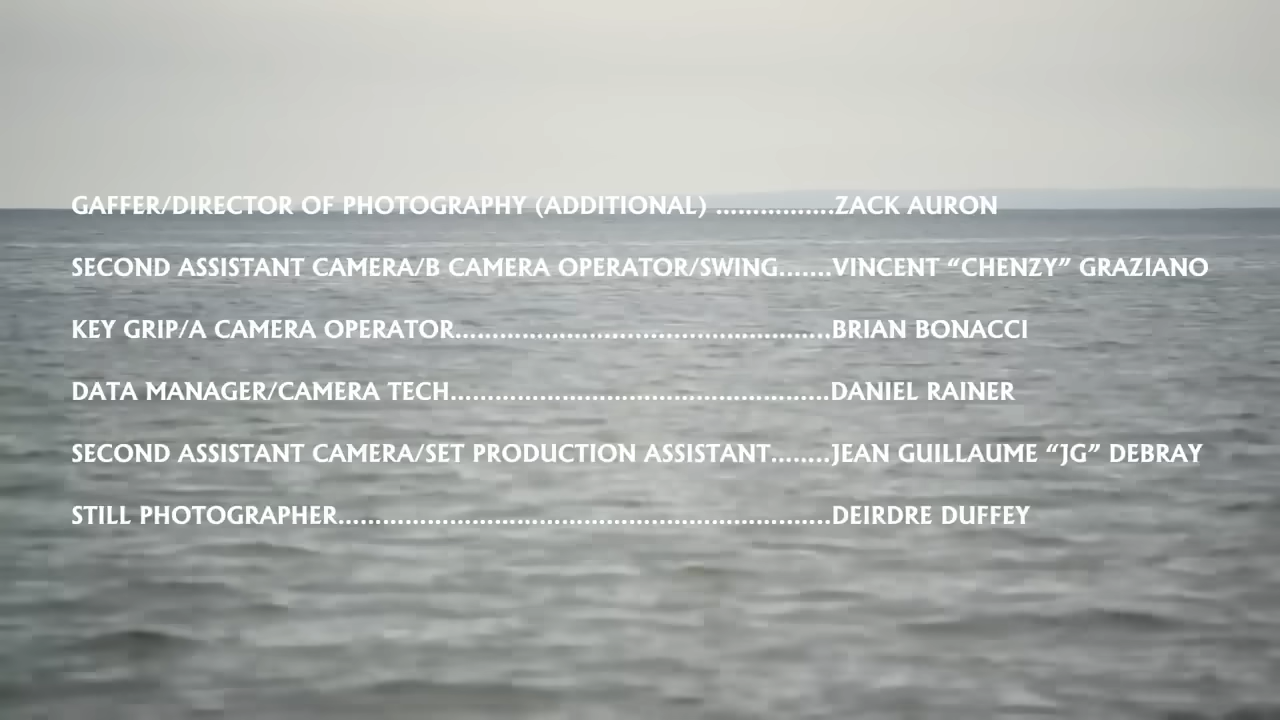 GAFFER/DIRECTOR OF PHOTOGRAPHY (ADDITIONAL) ................ZACK AURON
SECOND ASSISTANT CAMERA/B CAMERA OPERATOR/SWING.......VINCENT “CHENZY” GRAZIANO
KEY GRIP/A CAMERA OPERATOR...................................................BRIAN BONACCI
DATA MANAGER/CAMERA TECH...................................................DANIEL RAINER
SECOND ASSISTANT CAMERA/SET PRODUCTION ASSISTANT........JEAN GUILLAUME “JG” DEBRAY
STILL PHOTOGRAPHER..................................................................DEIRDRE DUFFEY